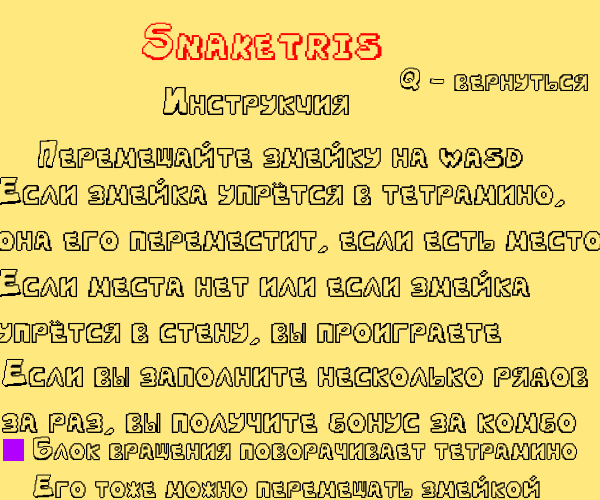 Snaketris
Q - вернуться
Инструкчия
Перемещайте змейку на WASD
Если змейка упрётся в тетрамино,
она его переместит, если есть место
Если места нет или если змейка
упрётся в стену, вы проиграете
Если вы заполните несколько рядов
за раз, вы получите бонус за комбо
Блок вращения поворачивает тетрамино
Его тоже можно перемещать змейкой